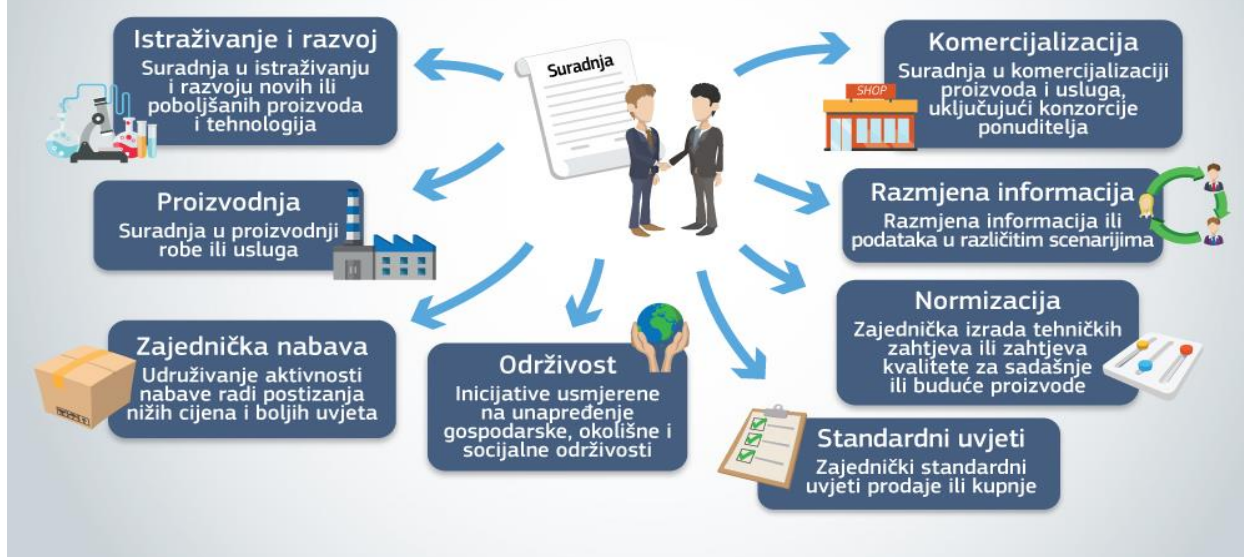 Istraživanje i razvoj
Suradnja u istraživanju
i razvoju novih ili
poboljšanih proizvoda
i tehnologija
Proizvodnja
Suradnja u proizvodnji
robe ili usluga
Zajednička nabava
Udruživanje aktivnosti
nabave radi postizanja
nižih cijena i boljih uvjeta
Suradnja
Održivost
Inicijative usmjerene
na unapređenje
gospodarske, okolišne i
socijalne održivosti
Komercijalizacija
Suradnja u komercijalizaciji
proizvoda i usluga,
uključujući konzorcije
ponuditelja
SHOP
Razmjena informacija
Razmjena informacija ili
podataka u različitim scenarijima
Normizacija
Zajednička izrada tehničkih
zahtjeva ili zahtjeva
kvalitete za sadašnje
ili buduće proizvode
Standardni uvjeti
Zajednički standardni
uvjeti prodaje ili kupnje